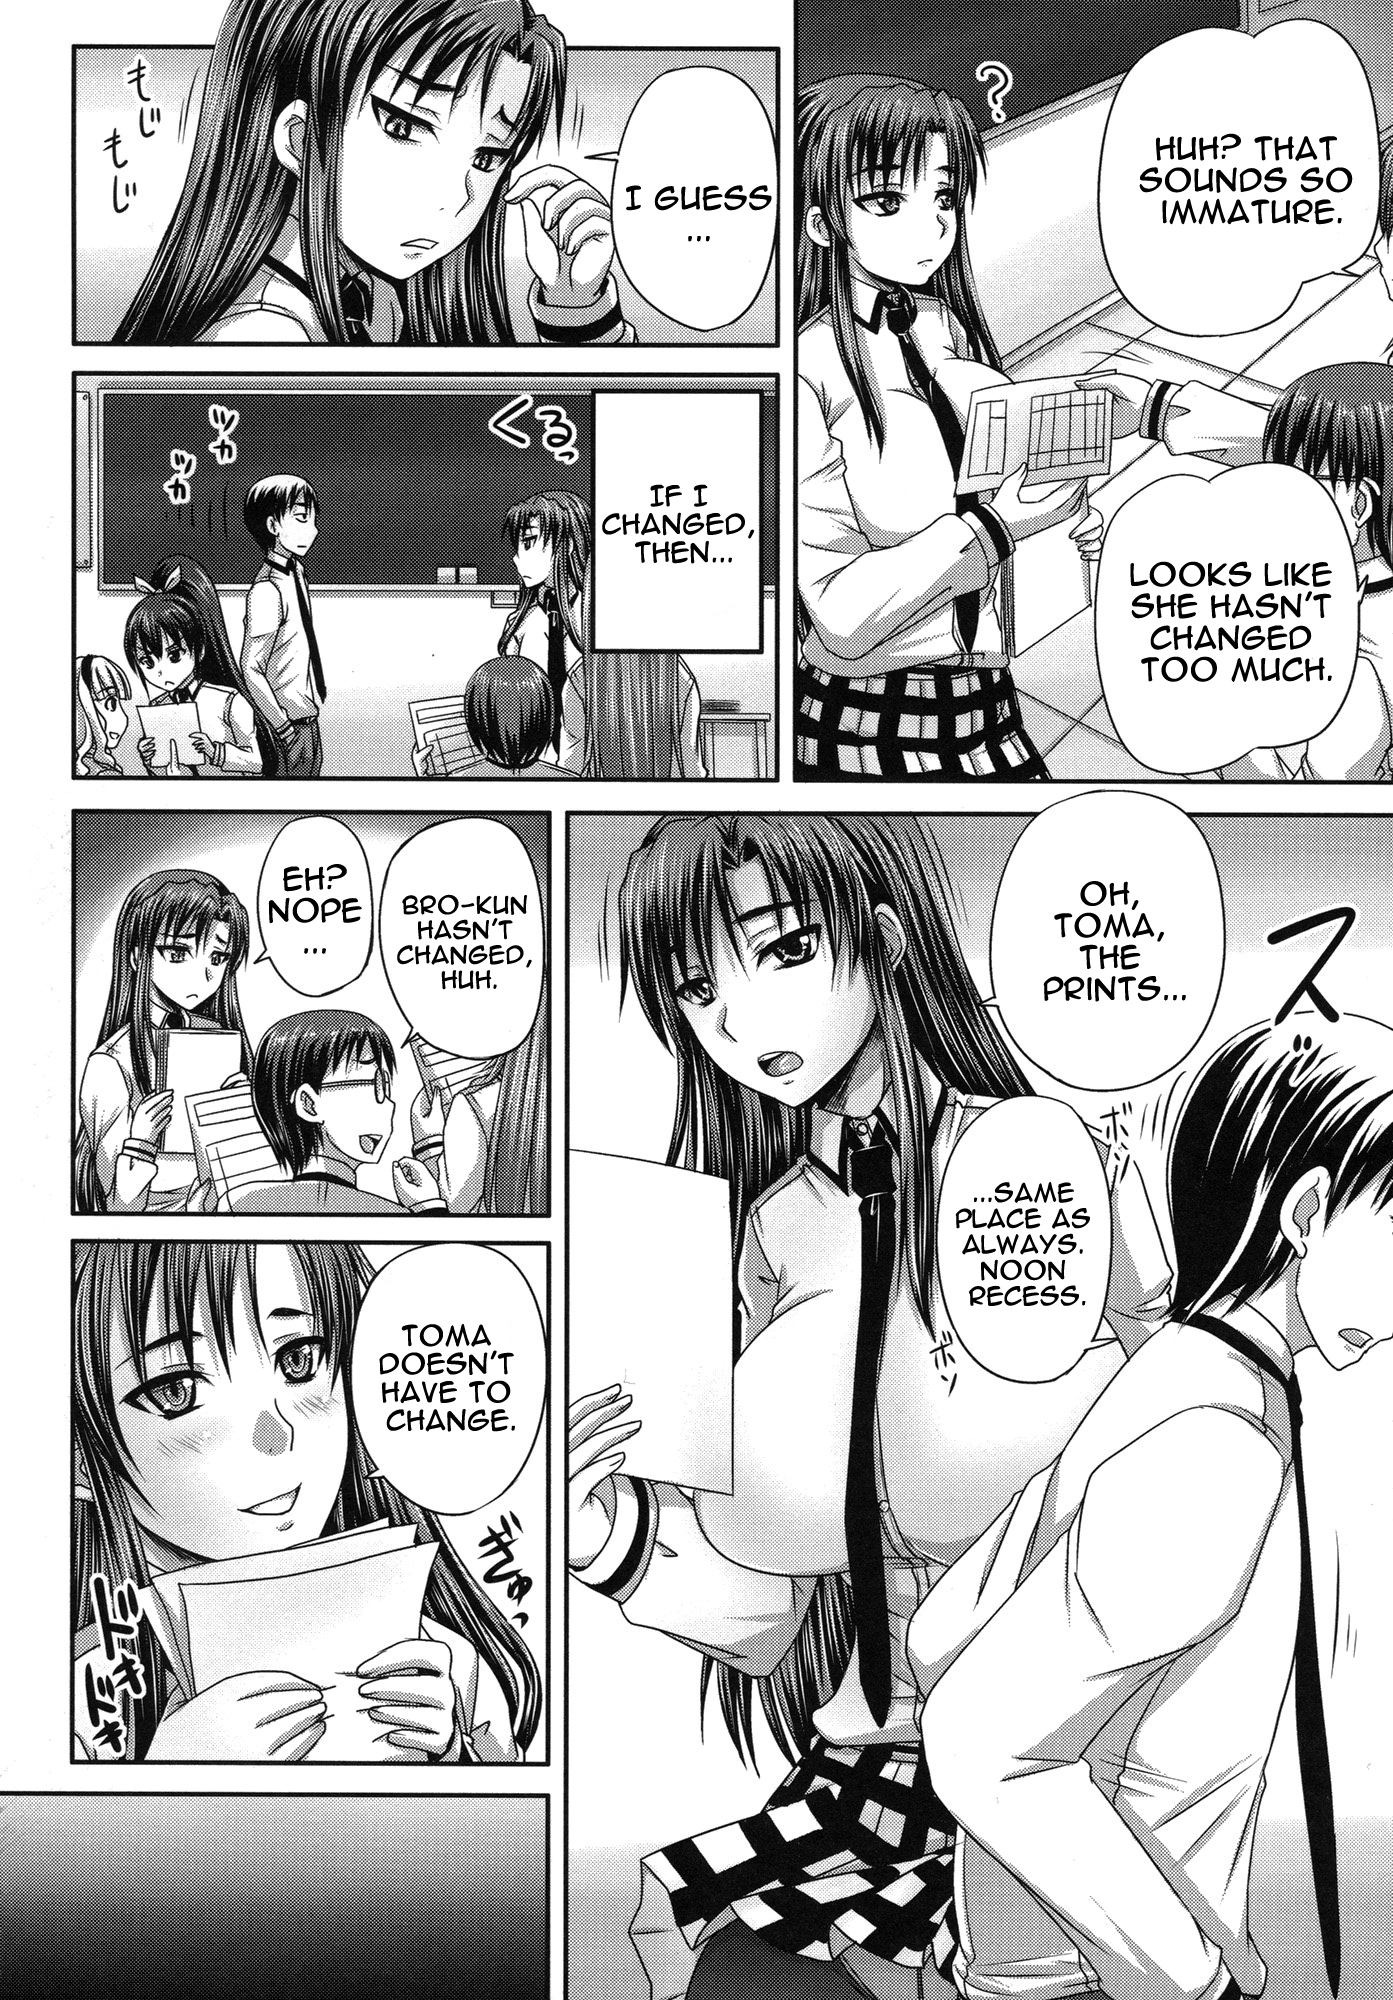 ?
HUH? THAT
SOUNDS SO
IMMATURE.
LOOKS LIKE
SHE HASN'T
CHANGED
TOO MUCH.
I GUESS
...
もじ
もじ
IF I
CHANGED,
THEN...
くるっ
ツカ
ツカ
OH,
TOMA,
THE
PRINTS...
スッ
ボソ
ボソ
...SAME
PLACE AS
ALWAYS.
NOON
RECESS.
BRO-KUN
HASN'T
CHANGED,
HUH.
EH?
NOPE
...
TOMA
DOESN'T
HAVE TO
CHANGE.
ぎゅっ
ドキ
ドキ